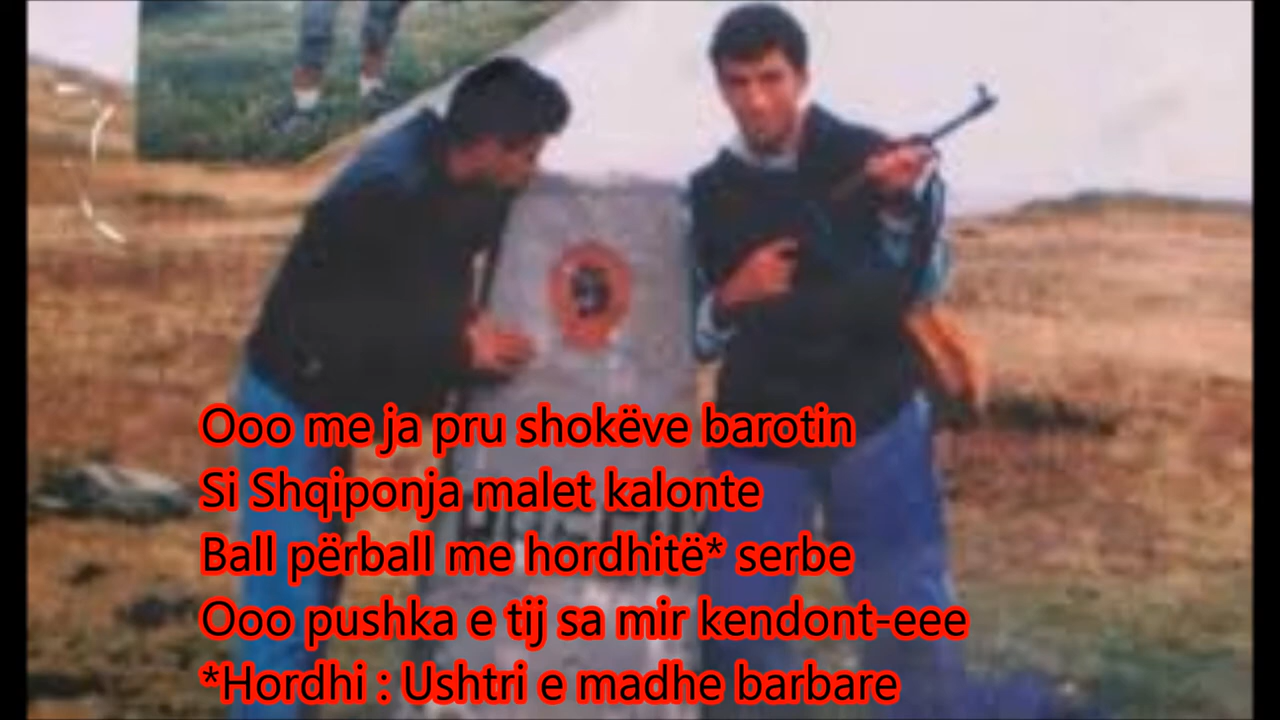 Ooo me ja pru shokëve barotin
Si Shqiponja malet kalonte
Ball përball me hordhitë* serbe
Ooo pushka e tij sa mir kendont-eee
*Hordhi : Ushtri e madhe barbare